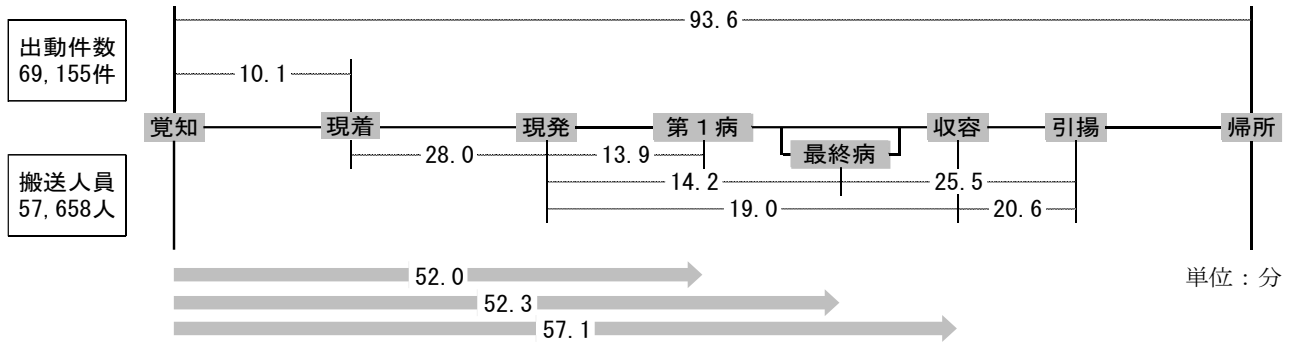 93.6
出動件数
69,155件
10.1
覚知 現着 現発 第1病 収容 引揚 帰所
28.0 13.9 最終病
搬送人員
57,658人
14.2 25.5
19.0 20.6
52.0
単位：分
52.3
57.1